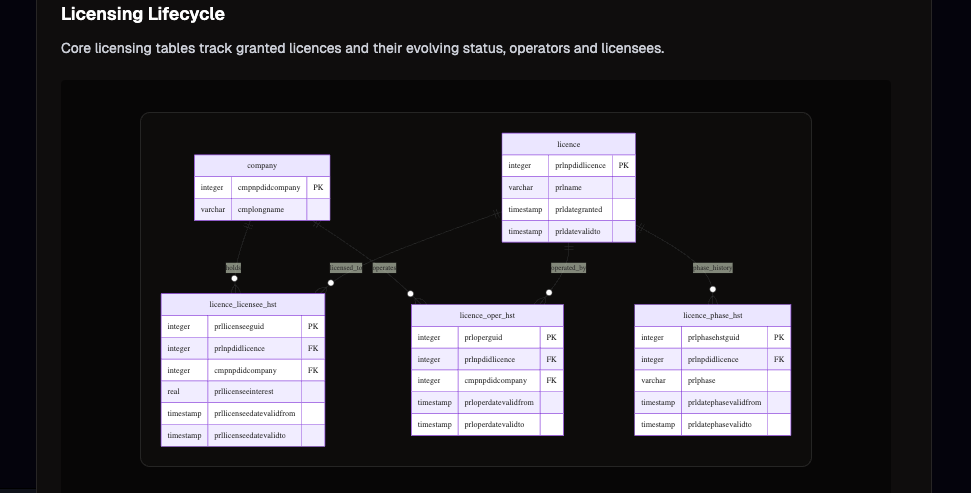 Licensing Lifecycle
Core licensing tables track granted licences and their evolving status, operators and licensees.
company
integer cmpnpdidcompany PK
varchar cmplongname
licence
integer prlnpdidlicence PK
varchar prlname
timestamp prldategranted
timestamp prldatevalidto
holds
licensed_to
operates
operated_by
phase_history
licence_licensee_hst
integer prllicenseeguid PK
integer prlnpdidlicence FK
integer cmpnpdidcompany FK
real prllicenseeinterest
timestamp prllicenseedatevalidfrom
timestamp prllicenseedatevalidto
licence_oper_hst
integer prloperguid PK
integer prlnpdidlicence FK
integer cmpnpdidcompany FK
timestamp prloperdatevalidfrom
timestamp prloperdatevalidto
licence_phase_hst
integer prlphasehstguid PK
integer prlnpdidlicence FK
varchar prlphase
timestamp prldatephasevalidfrom
timestamp prldatephasevalidto